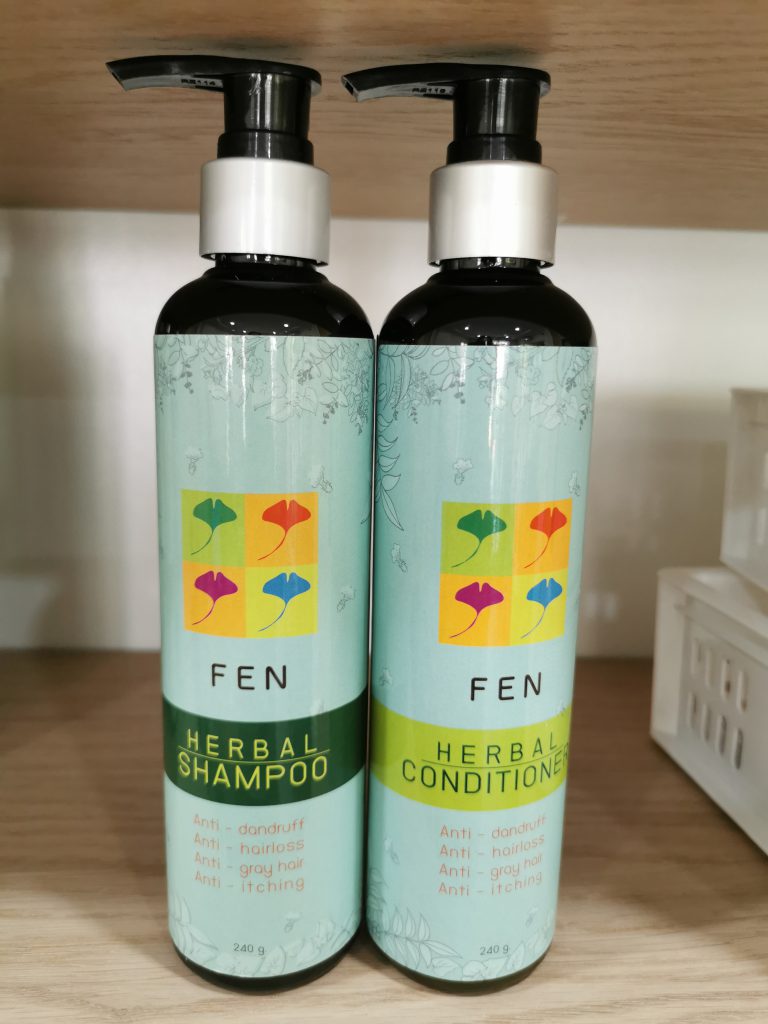 FEN
HERBAL
SHAMPOO
Anti - dandruff
Anti - hairloss
Anti - gray hair
Anti - itching
240 g
FEN
HERBAL
CONDITIONER
Anti - dandruff
Anti - hairloss
Anti - gray hair
Anti - itching
240 g